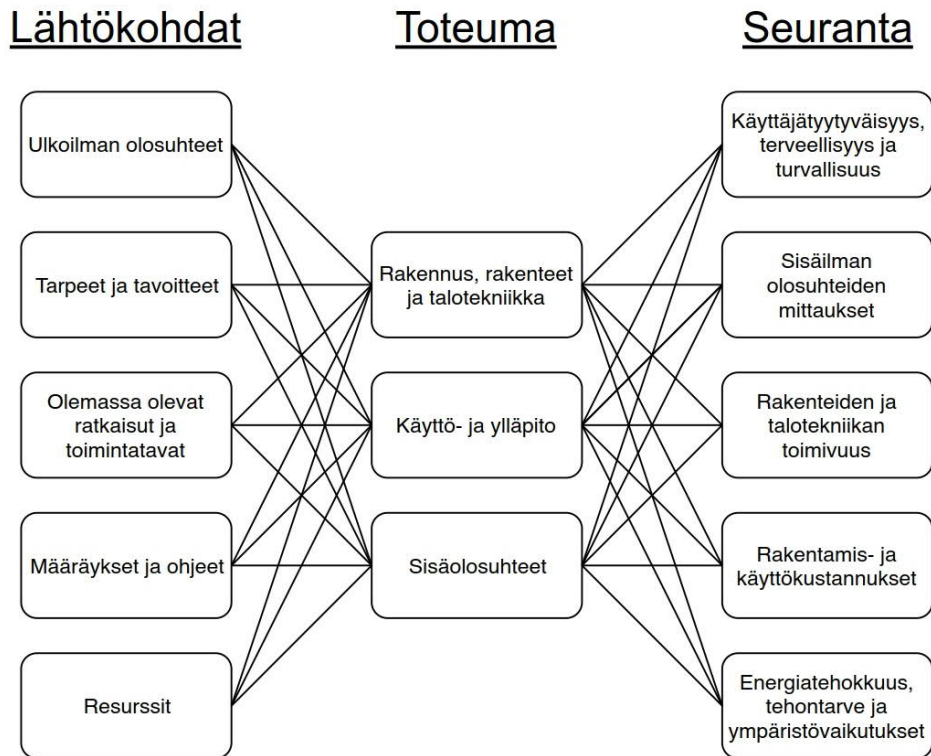 Lähtökohdat
Toteuma
Seuranta
Ulkoilman olosuhteet
Tarpeet ja tavoitteet
Olemassa olevat
ratkaisut ja
toimintatavat
Määräykset ja ohjeet
Resurssit
Rakennus, rakenteet
ja talotekniikka
Käyttö- ja ylläpito
Sisäolosuhteet
Käyttäjätyytyväisyys,
terveellisyys ja
turvallisuus
Sisäilman
olosuhteiden
mittaukset
Rakenteiden ja
talotekniikan
toimivuus
Rakentamis- ja
käyttökustannukset
Energiatehokkuus,
tehontarve ja
ympäristövaikutukset